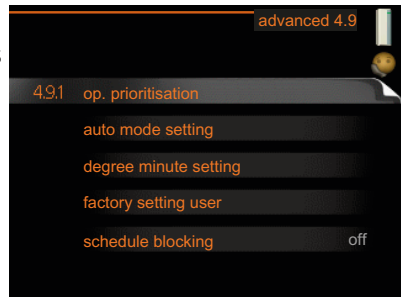 advanced 4.9
4.9.1 op. prioritisation
auto mode setting
degree minute setting
factory setting user
schedule blocking off